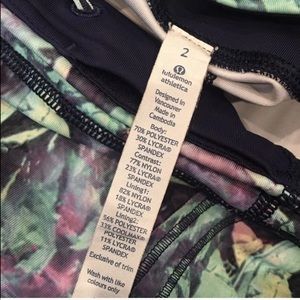 2
lululemon
athletica
Designed in
Vancouver
Made in
Cambodia
Body:
70% POLYESTER
30% LYCRA®
SPANDEX
Contrast:
77% NYLON
23% LYCRA®
SPANDEX
Lining1:
82% NYLON
18% LYCRA®
SPANDEX
Lining2:
56% POLYESTER
33% COOLMAX®
POLYESTER
11% LYCRA®
SPANDEX
Exclusive of trim
Wash with like
colours only